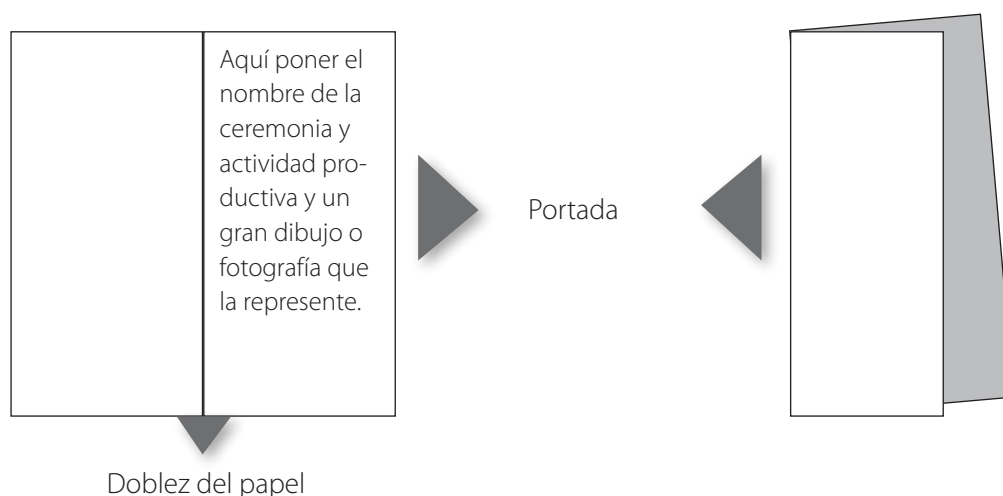 Aquí poner el
nombre de la
ceremonia y
actividad pro-
ductiva y un
gran dibujo o
fotografía que
la represente.
Portada
Doblez del papel